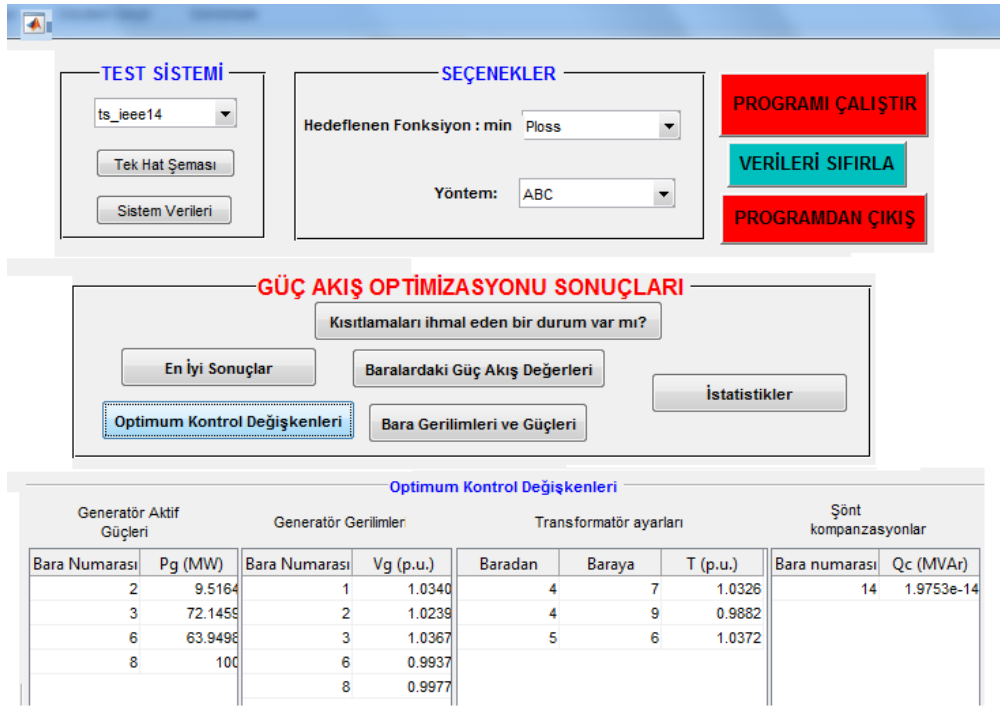 TEST SİSTEMİ
ts_ieee14
Tek Hat Şeması
Sistem Verileri
SEÇENEKLER
Hedeflenen Fonksiyon : min Ploss
Yöntem: ABC
PROGRAMI ÇALIŞTIR
VERİLERİ SIFIRLA
PROGRAMDAN ÇIKIŞ
GÜÇ AKIŞ OPTİMİZASYONU SONUÇLARI
Kısıtlamaları ihmal eden bir durum var mı?
En İyi Sonuçlar
Baralardaki Güç Akış Değerleri
İstatistikler
Optimum Kontrol Değişkenleri
Bara Gerilimleri ve Güçleri
Optimum Kontrol Değişkenleri
Generatör Aktif
Güçleri
Generatör Gerilimleri
Transformatör ayarları
Şönt
kompanzasyonlar
Bara Numarası Pg (MW) Bara Numarası Vg (p.u.) Baradan Baraya T (p.u.) Bara numarası Qc (MVAr)
2 9.5164 1 1.0340 4 7 1.0326 14 1.9753e-14
3 72.1459 2 1.0239 4 9 0.9882
6 63.9498 3 1.0367 5 6 1.0372
8 100 6 0.9937
8 0.9977